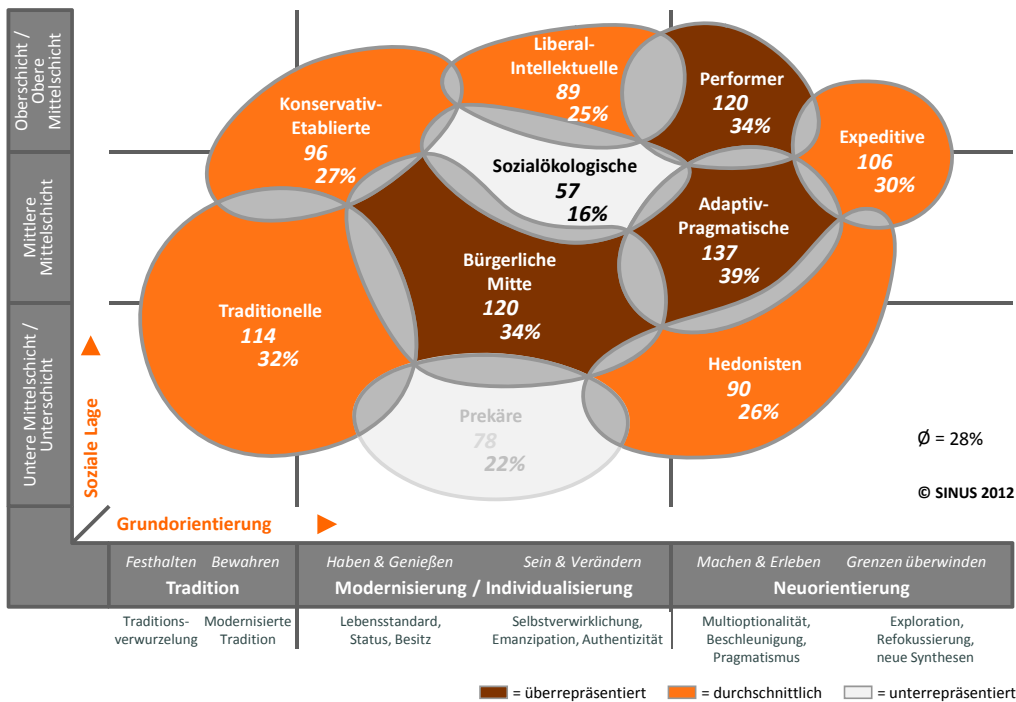 Oberschicht /
Obere
Mittelschicht
Mittlere
Mittelschicht
Untere Mittelschicht /
Unterschicht
Soziale Lage
Liberal-
Intellektuelle
89
25%
Performer
120
34%
Konservativ-
Etablierte
96
27%
Expeditive
106
30%
Sozialökologische
57
16%
Adaptiv-
Pragmatische
137
39%
Bürgerliche
Mitte
120
34%
Traditionelle
114
32%
Hedonisten
90
26%
Prekäre
78
22%
Ø = 28%
© SINUS 2012
Grundorientierung
Festhalten
Bewahren
Tradition
Haben & Genießen
Sein & Verändern
Modernisierung / Individualisierung
Machen & Erleben
Grenzen überwinden
Neuorientierung
Traditions-
verwurzelung
Modernisierte
Tradition
Lebensstandard,
Status, Besitz
Selbstverwirklichung,
Emanzipation, Authentizität
Multioptionalität,
Beschleunigung,
Pragmatismus
Exploration,
Refokussierung,
neue Synthesen
= überrepräsentiert
= durchschnittlich
= unterrepräsentiert